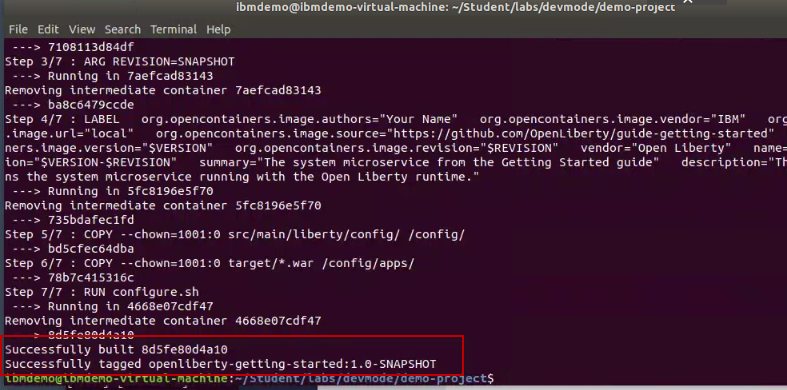 ibmdemo@ibmdemo-virtual-machine: ~/Student/labs/devmode/demo-project
File Edit View Search Terminal Help
---> 7108113d84df
Step 3/7 : ARG REVISION=SNAPSHOT
---> Running in 7aefcad83143
Removing intermediate container 7aefcad83143
---> ba8c6479ccde
Step 4/7 : LABEL org.opencontainers.image.authors="Your Name" org.opencontainers.image.vendor="IBM" org
.image.url="local" org.opencontainers.image.source="https://github.com/OpenLiberty/guide-getting-started"
ners.image.version="$VERSION" org.opencontainers.image.revision="$REVISION" vendor="Open Liberty" name=
ion="$VERSION-$REVISION" summary="The system microservice from the Getting Started guide" description="Th
ns the system microservice running with the Open Liberty runtime."
---> Running in 5fc8196e5f70
Removing intermediate container 5fc8196e5f70
---> 735bdafec1fd
Step 5/7 : COPY --chown=1001:0 src/main/liberty/config/ /config/
---> bd5cfec64dba
Step 6/7 : COPY --chown=1001:0 target/*.war /config/apps/
---> 78b7c415316c
Step 7/7 : RUN configure.sh
---> Running in 4668e07cdf47
Removing intermediate container 4668e07cdf47
---> 8d5fe80d4a10
Successfully built 8d5fe80d4a10
Successfully tagged openliberty-getting-started:1.0-SNAPSHOT
ibmdemo@ibmdemo-virtual-machine:~/Student/labs/devmode/demo-project$